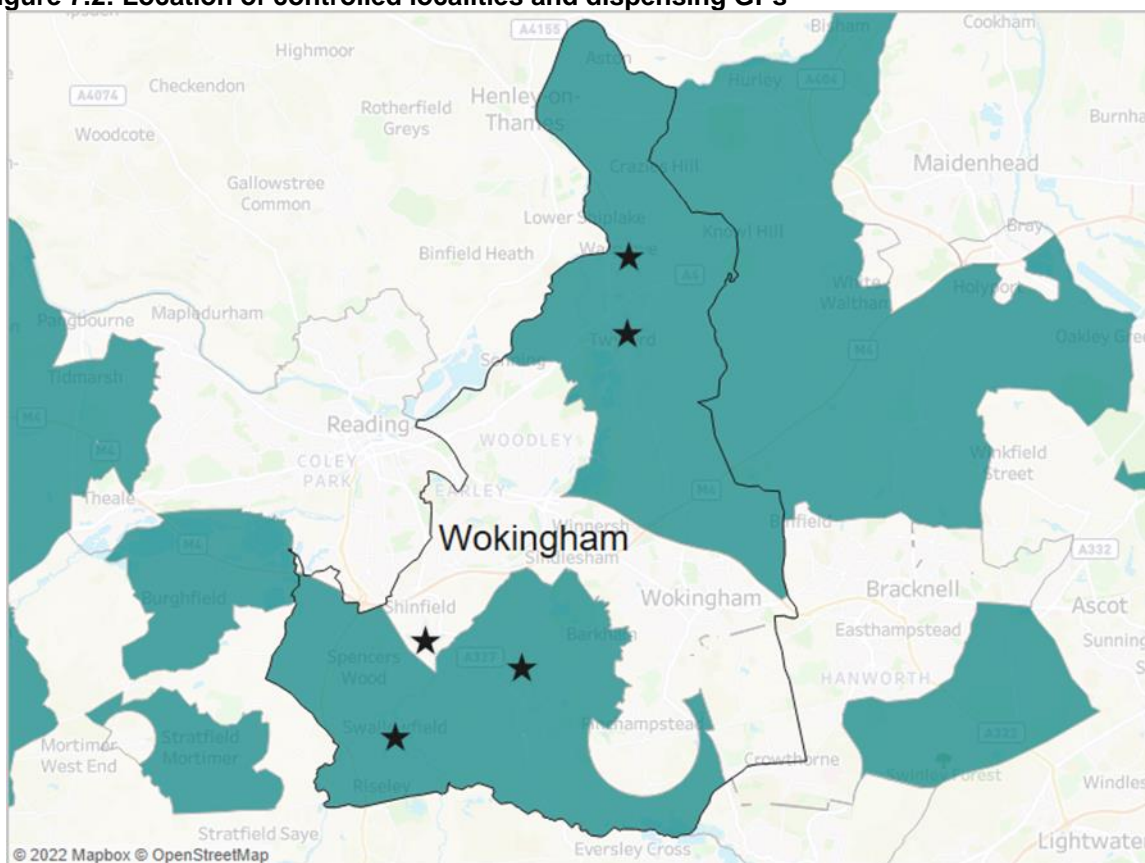 igure 7.2: Location of controlled localities and dispensing GPs
A4155
Bisham
Cookham
Highmoor
Aston
Hurley
A404
Checkendon
A4074
Henley-on-
Thames
Rotherfield
Greys
Burnha
Woodcote
Maidenhead
Crazies Hill
Gallowstree
Common
Lower Shiplake
Bray
Knowl Hill
Binfield Heath
Wargrave
A4
White
Waltham
Holyport
Pangbourne
Mapledurham
Twyford
Oakley Gree
M4
Sonning
Tidmarsh
M4
Reading
WOODLEY
M4
COLEY
PARK
Winkfield
Street
Theale
EARLEY
M4
Winnersh
Binfield
Wokingham
M4
Sindlesham
A332
Burghfield
Shinfield
Wokingham
Bracknell
Ascot
Easthampstead
Barkham
Sunning
Spencers
Wood
A327
HANWORTH
Swallowfield
Finchampstead
Mortimer
West End
Stratfield
Mortimer
A322
Crowthorne
Swinley Forest
Riseley
Windles
Stratfield Saye
Eversley Cross
Lightwater
© 2022 Mapbox © OpenStreetMap